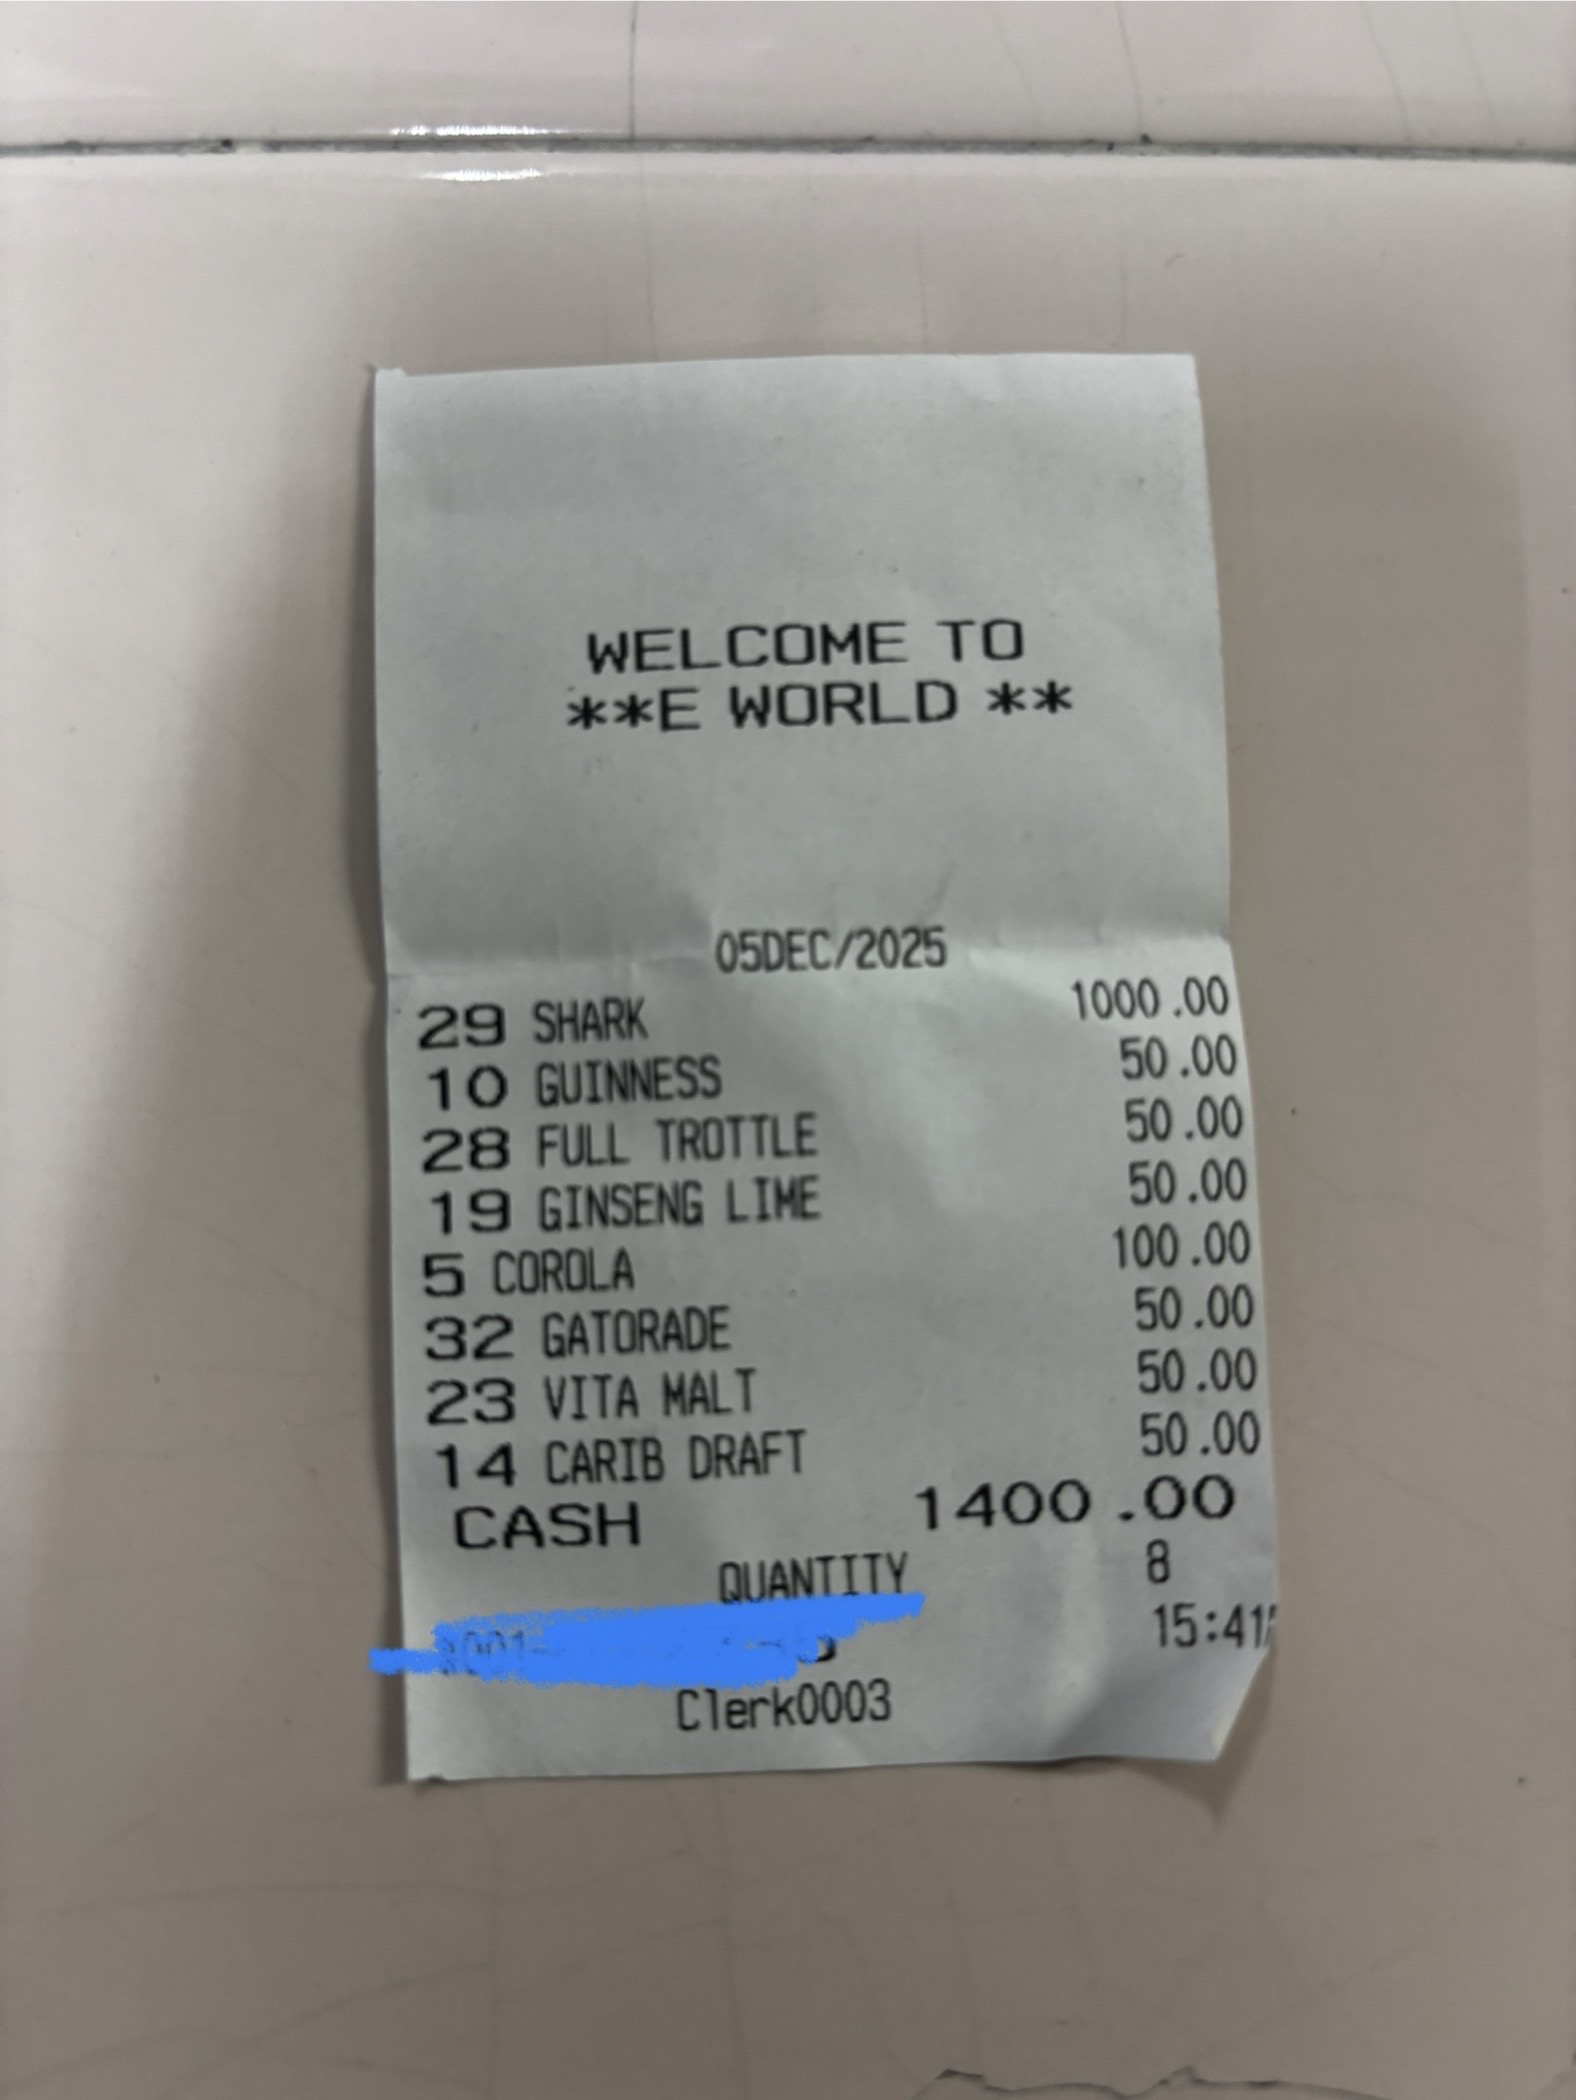 WELCOME TO
**E WORLD **
05DEC/2025
29 SHARK 1000.00
10 GUINNESS 50.00
28 FULL TROTTLE 50.00
19 GINSENG LIME 50.00
5 COROLA 100.00
32 GATORADE 50.00
23 VITA MALT 50.00
14 CARIB DRAFT 50.00
CASH 1400.00
QUANTITY 8
15:41
Clerk0003